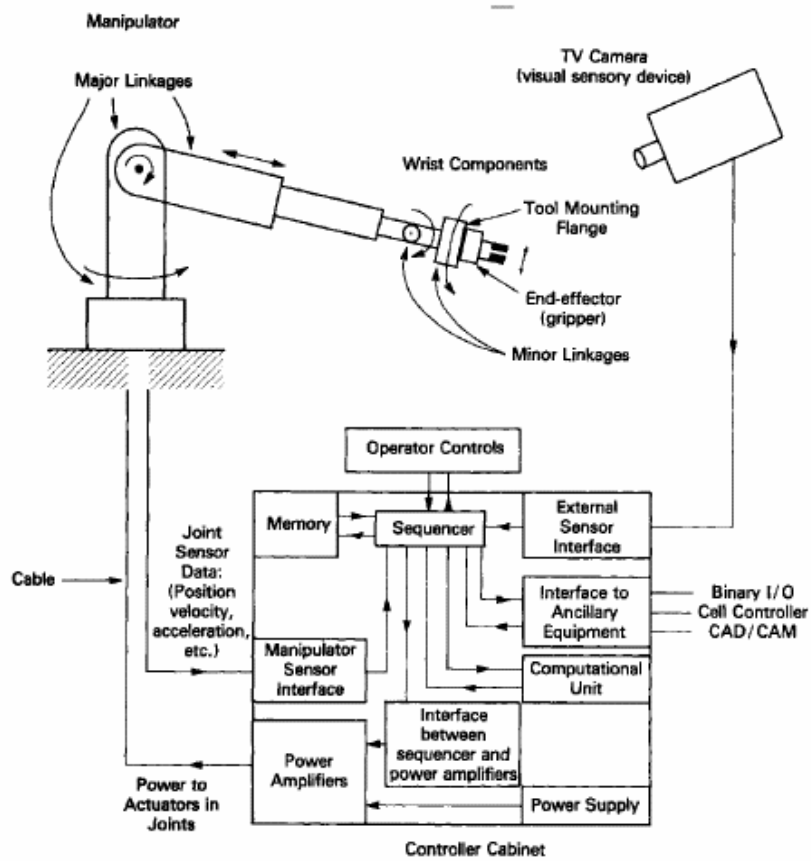 Manipulator
Major Linkages
TV Camera
(visual sensory device)
Wrist Components
Tool Mounting
Flange
End-effector
(gripper)
Minor Linkages
Operator Controls
Memory
Sequencer
External
Sensor
Interface
Joint
Sensor
Data:
(Position
velocity,
acceleration,
etc.)
Cable
Interface to
Ancillary
Equipment
Binary I/O
Cell Controller
CAD/CAM
Manipulator
Sensor
Interface
Computational
Unit
Interface
between
sequencer and
power amplifiers
Power
Amplifiers
Power to
Actuators in
Joints
Power Supply
Controller Cabinet